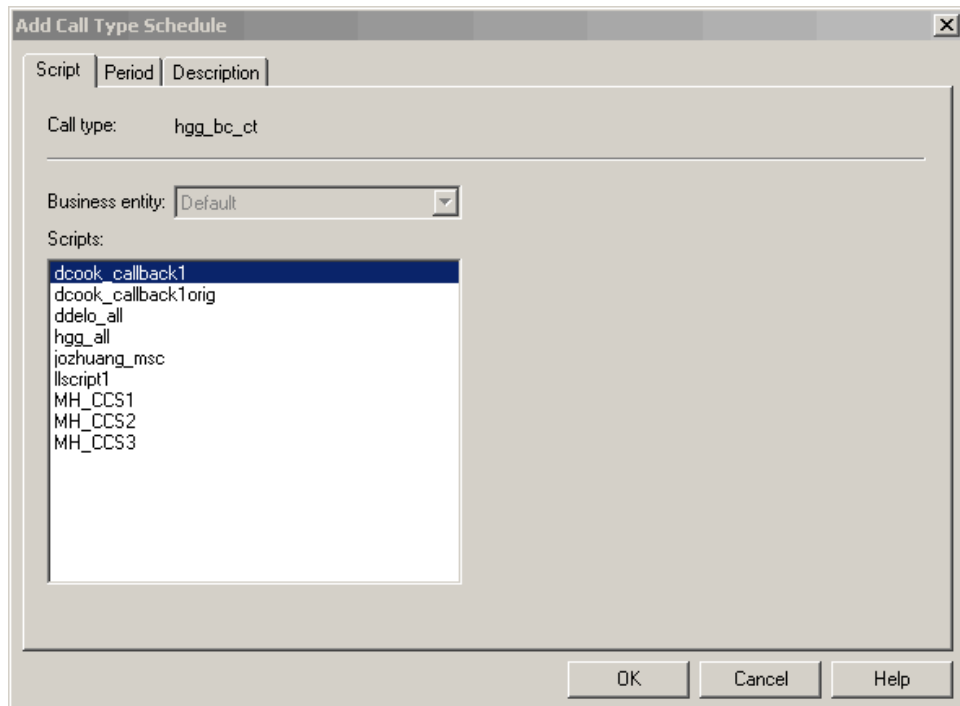 Add Call Type Schedule
Script Period Description
Call type: hgg_bc_ct
Business entity: Default
Scripts:
dcook_callback1
dcook_callback1orig
ddelo_all
hgg_all
jozhuang_msc
llscript1
MH_CCS1
MH_CCS2
MH_CCS3
OK Cancel Help